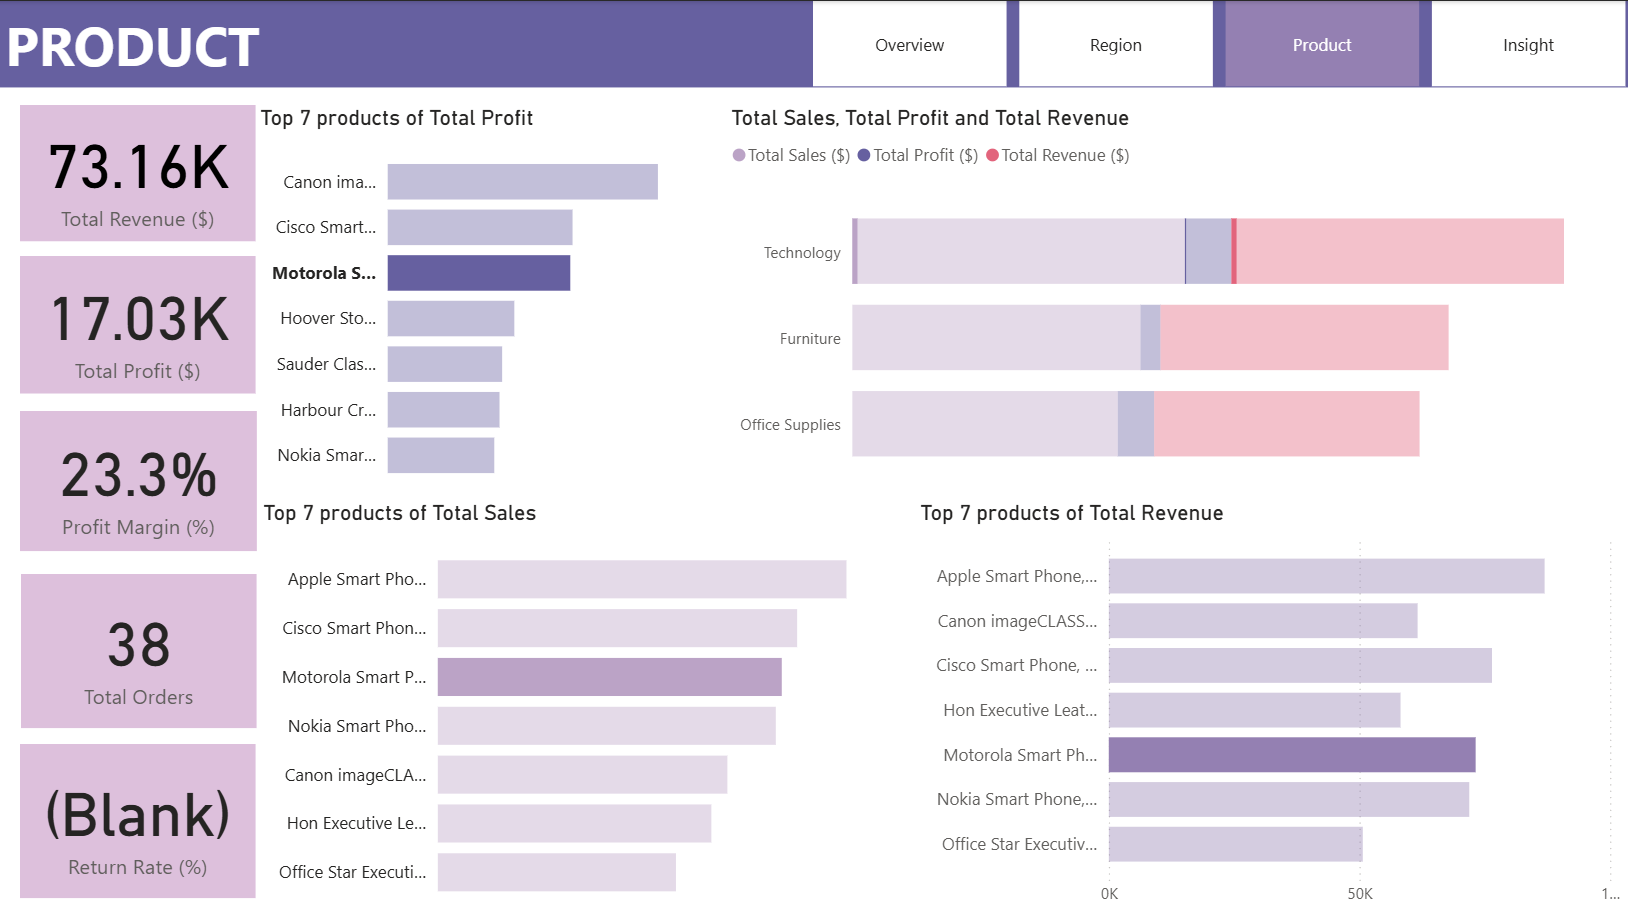 PRODUCT
Overview
Region
Product
Insight
73.16K
Total Revenue ($)
17.03K
Total Profit ($)
23.3%
Profit Margin (%)
38
Total Orders
(Blank)
Return Rate (%)
Top 7 products of Total Profit
Canon ima...
Cisco Smart...
Motorola S...
Hoover Sto...
Sauder Clas...
Harbour Cr...
Nokia Smar...
Total Sales, Total Profit and Total Revenue
Total Sales ($) Total Profit ($) Total Revenue ($)
Technology
Furniture
Office Supplies
Top 7 products of Total Sales
Apple Smart Pho...
Cisco Smart Phon...
Motorola Smart P...
Nokia Smart Pho...
Canon imageCLA...
Hon Executive Le...
Office Star Executi...
Top 7 products of Total Revenue
Apple Smart Phone,...
Canon imageCLASS...
Cisco Smart Phone, ...
Hon Executive Leat...
Motorola Smart Ph...
Nokia Smart Phone,...
Office Star Executiv...
0K 50K 1...